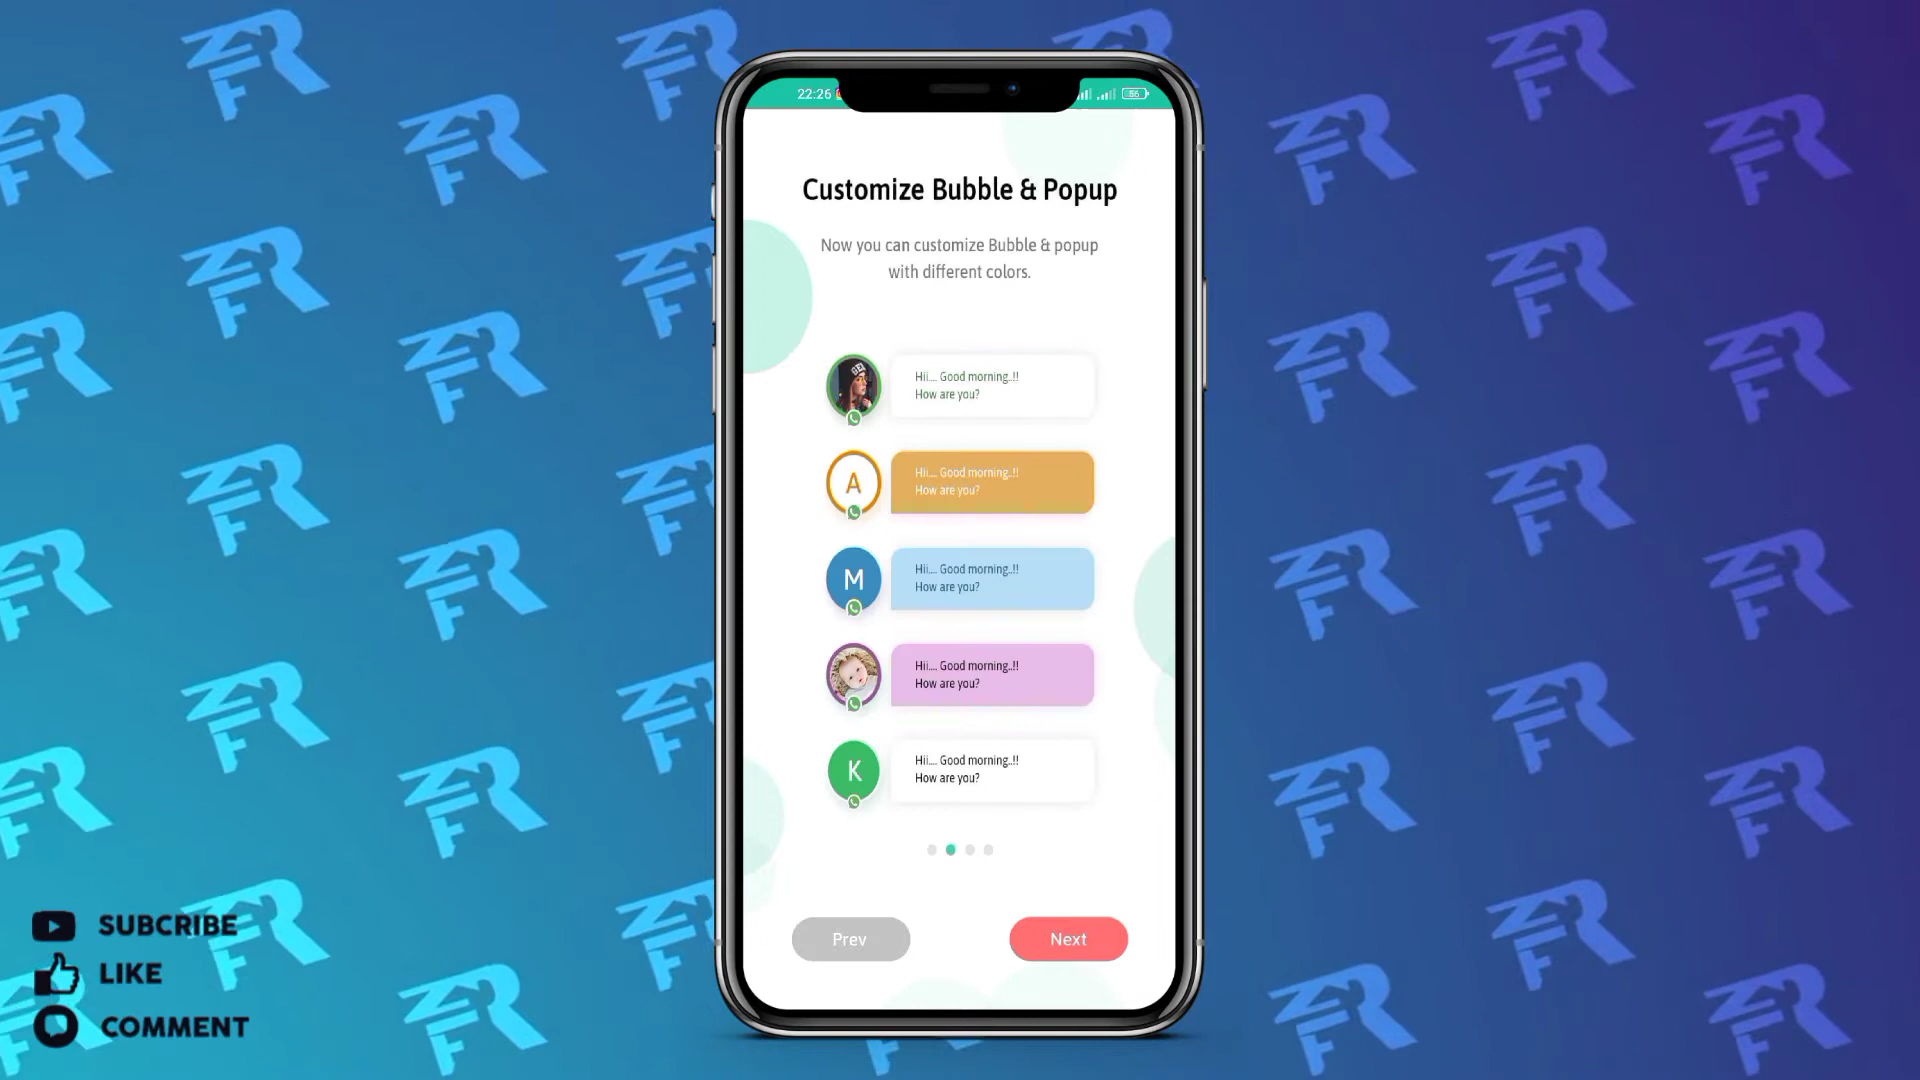 22:26
56
Customize Bubble & Popup
Now you can customize Bubble & popup
with different colors.
Hii.... Good morning..!!
How are you?
A
Hii.... Good morning..!!
How are you?
M
Hii.... Good morning..!!
How are you?
Hii.... Good morning..!!
How are you?
K
Hii.... Good morning..!!
How are you?
Prev
Next
SUBCRIBE
LIKE
COMMENT